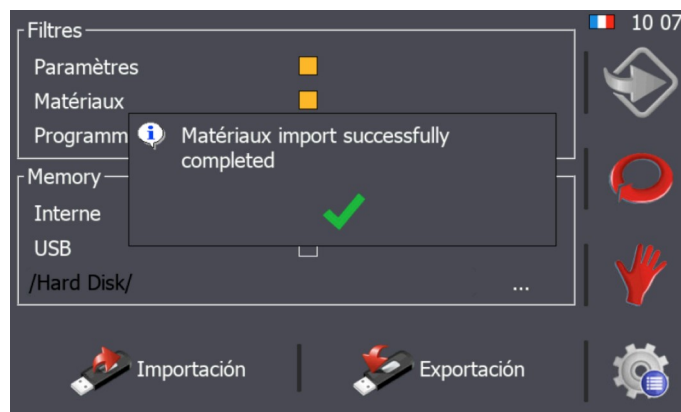 Filtres
10 07
Paramètres
Matériaux
Programm
Matériaux import successfully
completed
Memory
Interne
USB
/Hard Disk/
...
Importación
Exportación